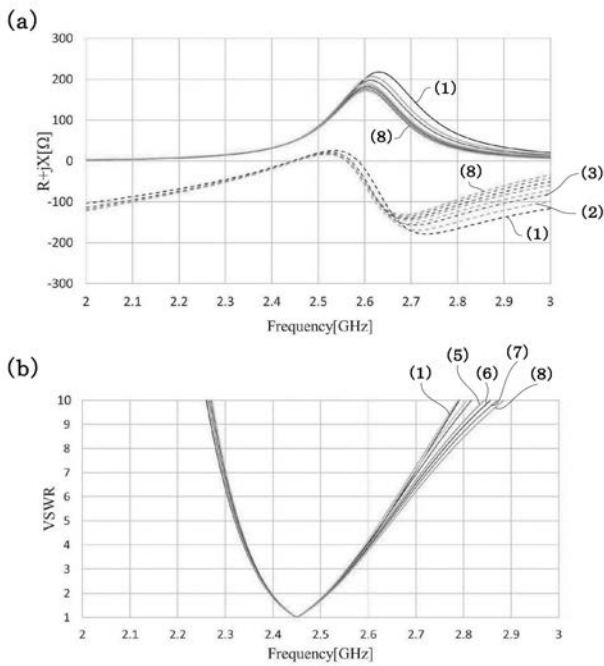 (a)
300
200
100
0
-100
-200
-300
R+jX[Ω]
(1)
(8)
(8)
(3)
(2)
(1)
2 2.1 2.2 2.3 2.4 2.5 2.6 2.7 2.8 2.9 3
Frequency[GHz]
(b)
(1) (5) (6) (7) (8)
10
9
8
7
6
5
4
3
2
1
VSWR
2 2.1 2.2 2.3 2.4 2.5 2.6 2.7 2.8 2.9 3
Frequency[GHz]